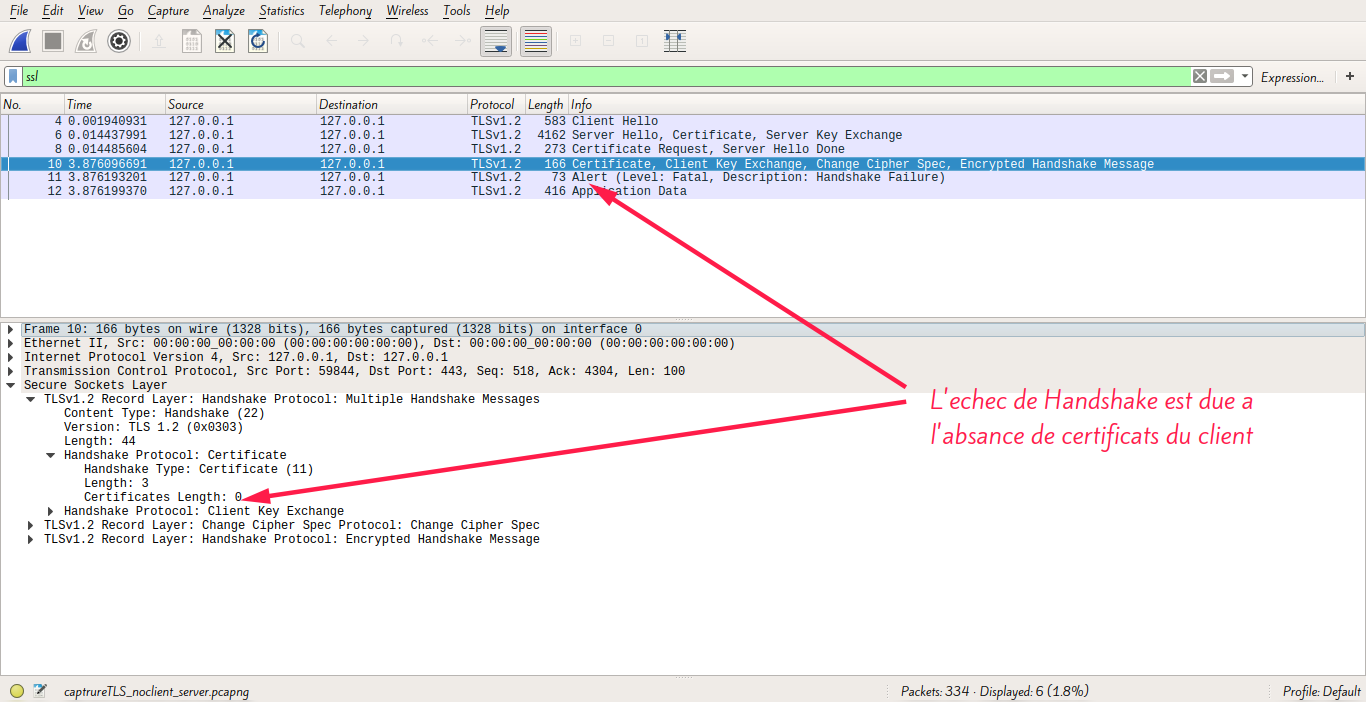 File Edit View Go Capture Analyze Statistics Telephony Wireless Tools Help
ssl
Expression... +
No. Time Source Destination Protocol Length Info
4 0.001940931 127.0.0.1 127.0.0.1 TLSv1.2 583 Client Hello
6 0.014437991 127.0.0.1 127.0.0.1 TLSv1.2 4162 Server Hello, Certificate, Server Key Exchange
8 0.014485604 127.0.0.1 127.0.0.1 TLSv1.2 273 Certificate Request, Server Hello Done
10 3.876096691 127.0.0.1 127.0.0.1 TLSv1.2 166 Certificate, Client Key Exchange, Change Cipher Spec, Encrypted Handshake Message
11 3.876193201 127.0.0.1 127.0.0.1 TLSv1.2 73 Alert (Level: Fatal, Description: Handshake Failure)
12 3.876199370 127.0.0.1 127.0.0.1 TLSv1.2 416 Application Data
Frame 10: 166 bytes on wire (1328 bits), 166 bytes captured (1328 bits) on interface 0
Ethernet II, Src: 00:00:00_00:00:00 (00:00:00:00:00:00), Dst: 00:00:00_00:00:00 (00:00:00:00:00:00)
Internet Protocol Version 4, Src: 127.0.0.1, Dst: 127.0.0.1
Transmission Control Protocol, Src Port: 59844, Dst Port: 443, Seq: 518, Ack: 4304, Len: 100
Secure Sockets Layer
TLSv1.2 Record Layer: Handshake Protocol: Multiple Handshake Messages
Content Type: Handshake (22)
Version: TLS 1.2 (0x0303)
Length: 44
Handshake Protocol: Certificate
Handshake Type: Certificate (11)
Length: 3
Certificates Length: 0
Handshake Protocol: Client Key Exchange
TLSv1.2 Record Layer: Change Cipher Spec Protocol: Change Cipher Spec
TLSv1.2 Record Layer: Handshake Protocol: Encrypted Handshake Message
L'echec de Handshake est due a
l'absance de certificats du client
captrureTLS_noclient_server.pcapng
Packets: 334 · Displayed: 6 (1.8%)
Profile: Default